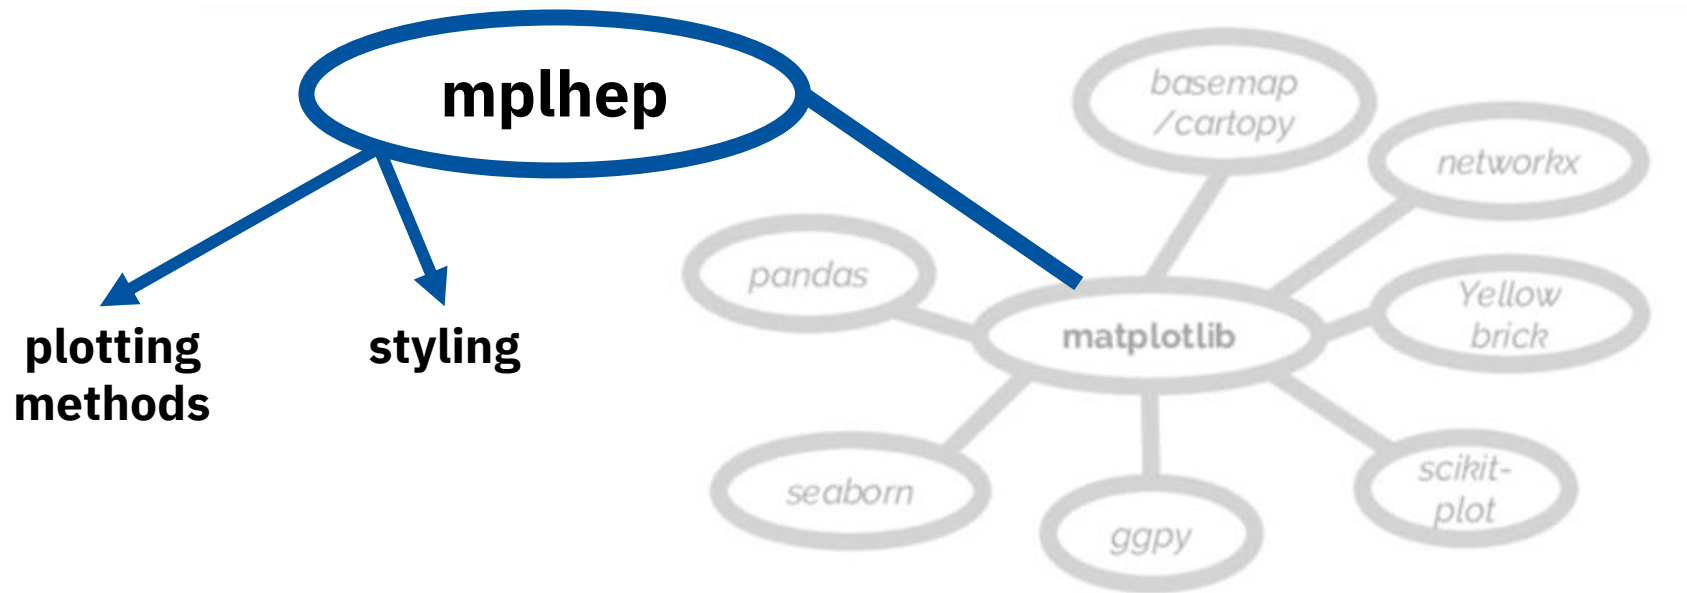 mplhep
plotting
methods
styling
basemap
/cartopy
networkx
pandas
Yellow
brick
matplotlib
seaborn
ggpy
scikit-
plot